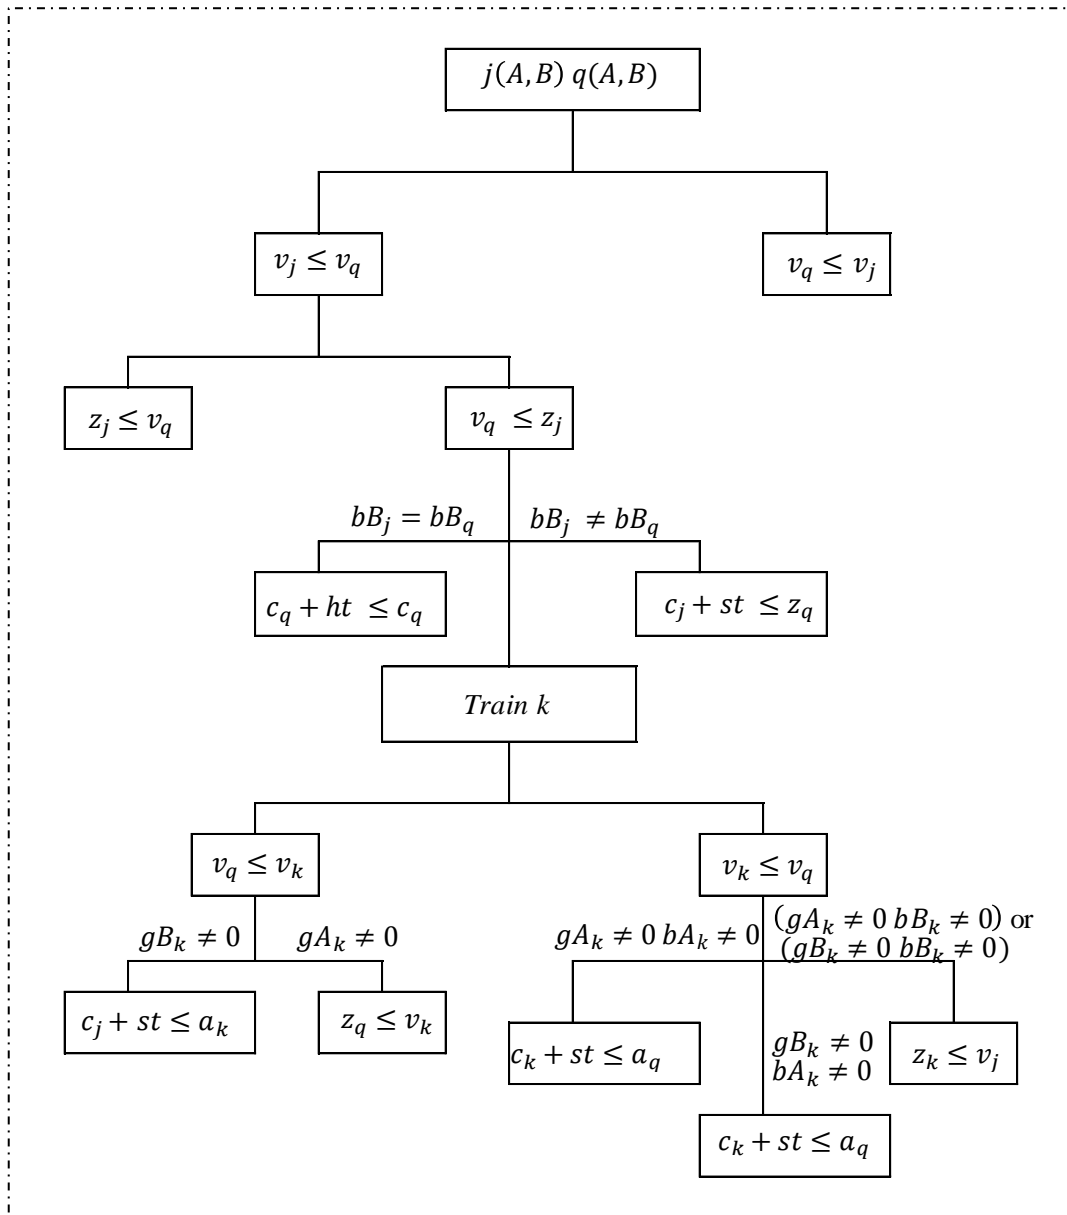 j(A,B) q(A,B)
v_j ≤ v_q
v_q ≤ v_j
z_j ≤ v_q
v_q ≤ z_j
bB_j = bB_q
bB_j ≠ bB_q
c_q + ht ≤ c_q
c_j + st ≤ z_q
Train k
v_q ≤ v_k
v_k ≤ v_q
gB_k ≠ 0
gA_k ≠ 0
gA_k ≠ 0 bA_k ≠ 0
(gA_k ≠ 0 bB_k ≠ 0) or
(gB_k ≠ 0 bB_k ≠ 0)
c_j + st ≤ a_k
z_q ≤ v_k
c_k + st ≤ a_q
gB_k ≠ 0
bA_k ≠ 0
z_k ≤ v_j
c_k + st ≤ a_q